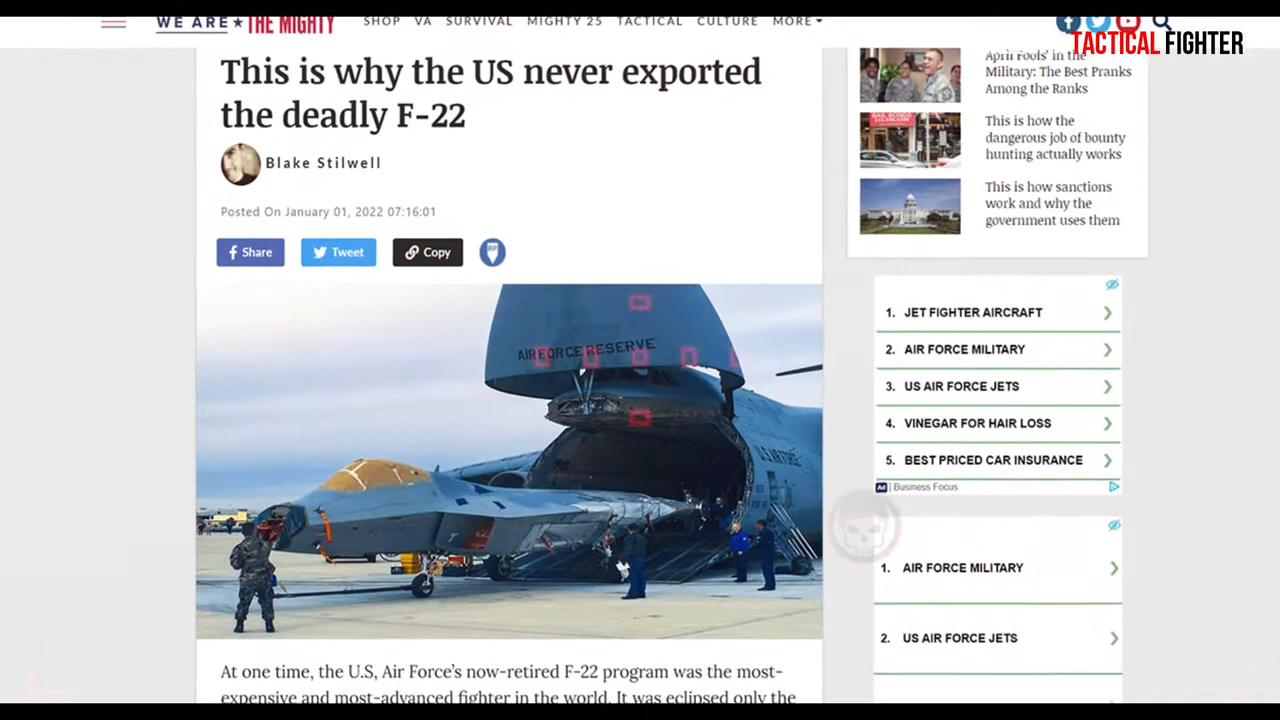 WE ARE★THE MIGHTY
SHOP VA SURVIVAL MIGHTY 25 TACTICAL CULTURE MORE
TACTICAL FIGHTER
This is why the US never exported
the deadly F-22
Blake Stilwell
Posted On January 01, 2022 07:16:01
Share
Tweet
Copy
AIR FORCE RESERVE
U.S. AIR FORCE
At one time, the U.S, Air Force's now-retired F-22 program was the most-
expensive and most-advanced fighter in the world. It was eclipsed only the
April Fools' in the
Military: The Best Pranks
Among the Ranks
This is how the
dangerous job of bounty
hunting actually works
This is how sanctions
work and why the
government uses them
1. JET FIGHTER AIRCRAFT
2. AIR FORCE MILITARY
3. US AIR FORCE JETS
4. VINEGAR FOR HAIR LOSS
5. BEST PRICED CAR INSURANCE
Ad | Business Focus
1. AIR FORCE MILITARY
2. US AIR FORCE JETS